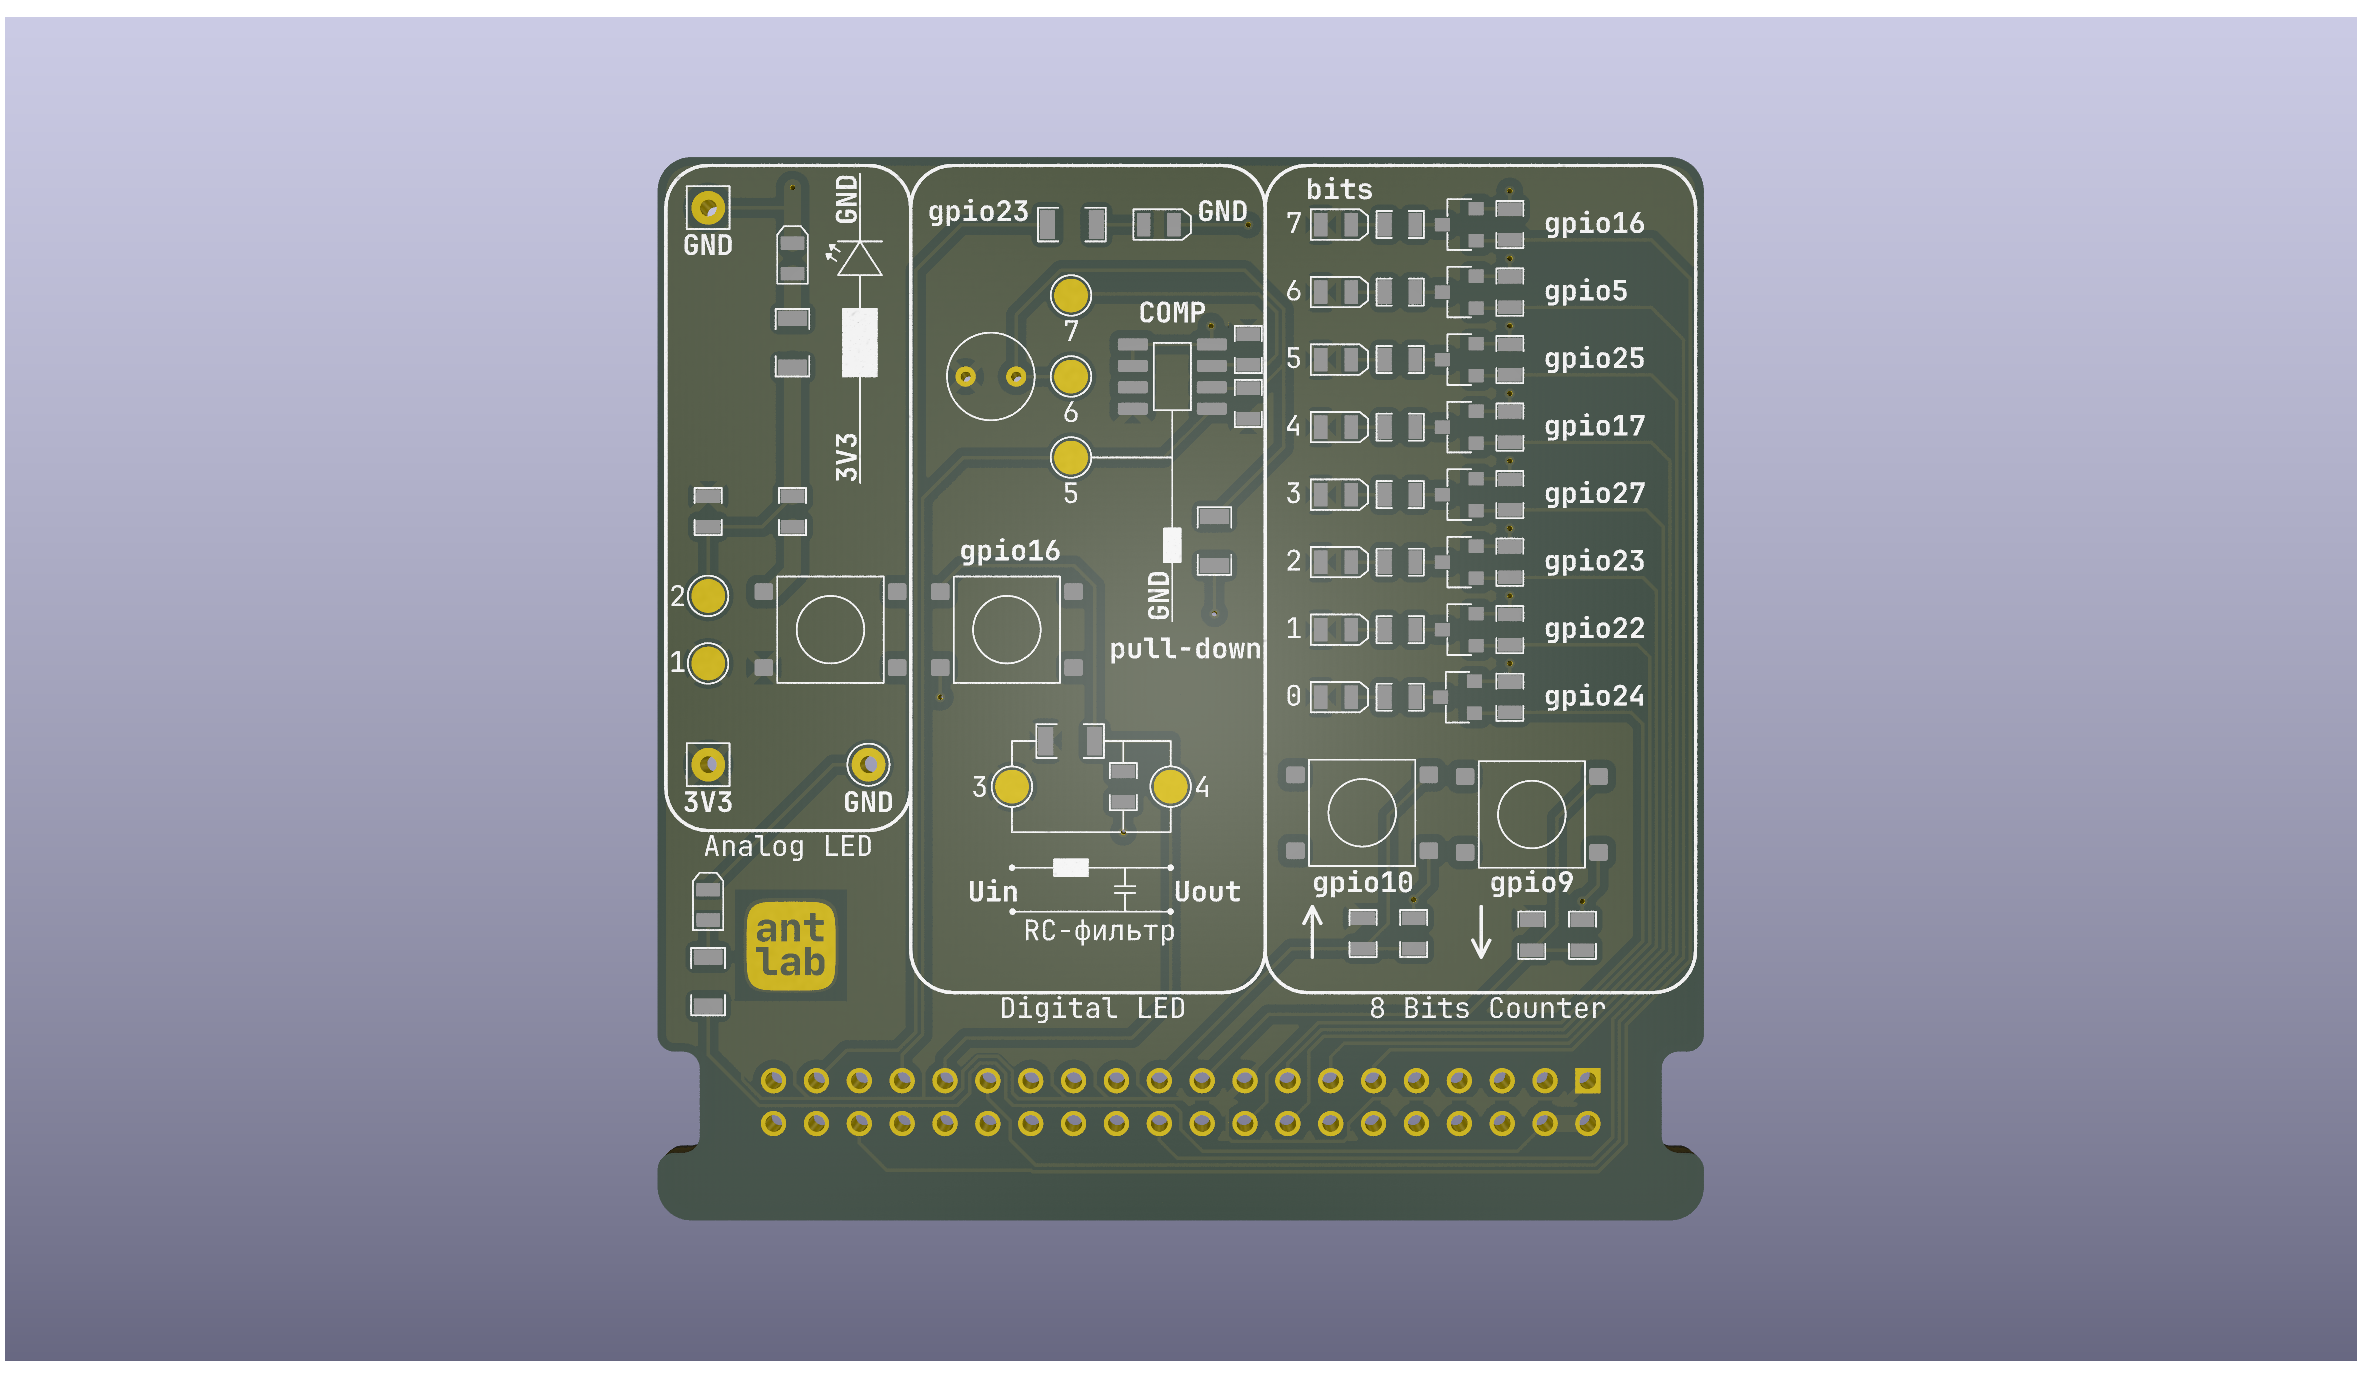 GND
GND
3V3
2
1
3V3
GND
Analog LED
ant
lab
gpio23
GND
7
COMP
6
5
gpio16
GND
pull-down
3
4
Uin
Uout
RC-фильтр
Digital LED
bits
7 gpio16
6 gpio5
5 gpio25
4 gpio17
3 gpio27
2 gpio23
1 gpio22
0 gpio24
gpio10
gpio9
8 Bits Counter